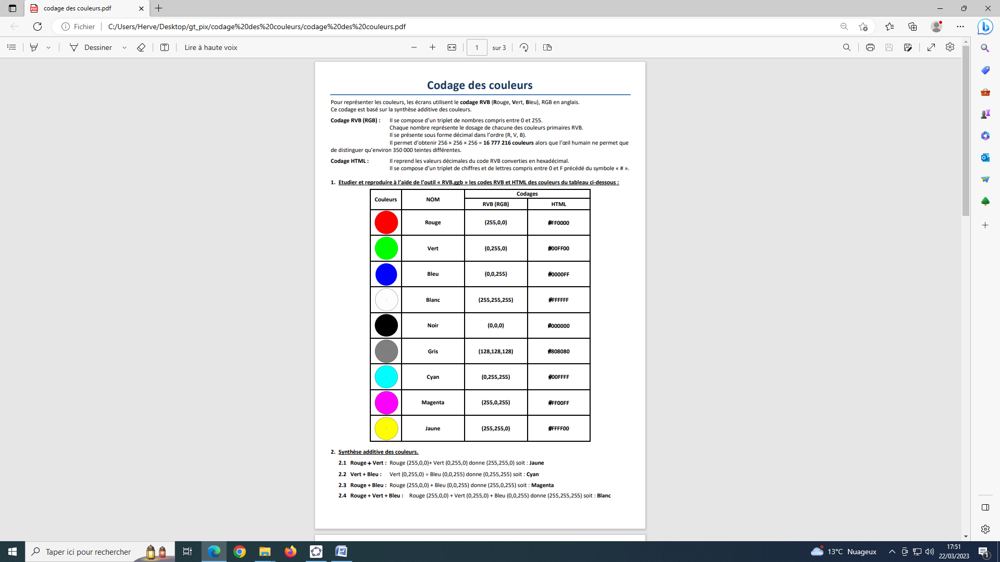 codage des couleurs.pdf
Fichier
C:/Users/Herve/Desktop/gt_pix/codage%20des%20couleurs/codage%20des%20couleurs.pdf
Dessiner
Lire à haute voix
1
sur 3
Codage des couleurs
Pour représenter les couleurs, les écrans utilisent le codage RVB (Rouge, Vert, Bleu), RGB en anglais.
Ce codage est basé sur la synthèse additive des couleurs.
Codage RVB (RGB) : Il se compose d'un triplet de nombres compris entre 0 et 255.
Chaque nombre représente le dosage de chacune des couleurs primaires RVB.
Il se présente sous forme décimal dans l'ordre (R, V, B).
Il permet d'obtenir 256 × 256 × 256 = 16 777 216 couleurs alors que l'œil humain ne permet que
de distinguer qu'environ 350 000 teintes différentes.
Codage HTML : Il reprend les valeurs décimales du code RVB converties en hexadécimal.
Il se compose d'un triplet de chiffres et de lettres compris entre 0 et F précédé du symbole « # ».
1. Etudier et reproduire à l'aide de l'outil « RVB.ggb » les codes RVB et HTML des couleurs du tableau ci-dessous :
Couleurs NOM Codages
RVB (RGB) HTML
Rouge (255,0,0) #FF0000
Vert (0,255,0) #00FF00
Bleu (0,0,255) #0000FF
Blanc (255,255,255) #FFFFFF
Noir (0,0,0) #000000
Gris (128,128,128) #808080
Cyan (0,255,255) #00FFFF
Magenta (255,0,255) #FF00FF
Jaune (255,255,0) #FFFF00
2. Synthèse additive des couleurs.
2.1 Rouge + Vert : Rouge (255,0,0)+ Vert (0,255,0) donne (255,255,0) soit : Jaune
2.2 Vert + Bleu : Vert (0,255,0) + Bleu (0,0,255) donne (0,255,255) soit : Cyan
2.3 Rouge + Bleu : Rouge (255,0,0) + Bleu (0,0,255) donne (255,0,255) soit : Magenta
2.4 Rouge + Vert + Bleu : Rouge (255,0,0) + Vert (0,255,0) + Bleu (0,0,255) donne (255,255,255) soit : Blanc
Taper ici pour rechercher
13°C Nuageux
17:51
22/03/2023
1